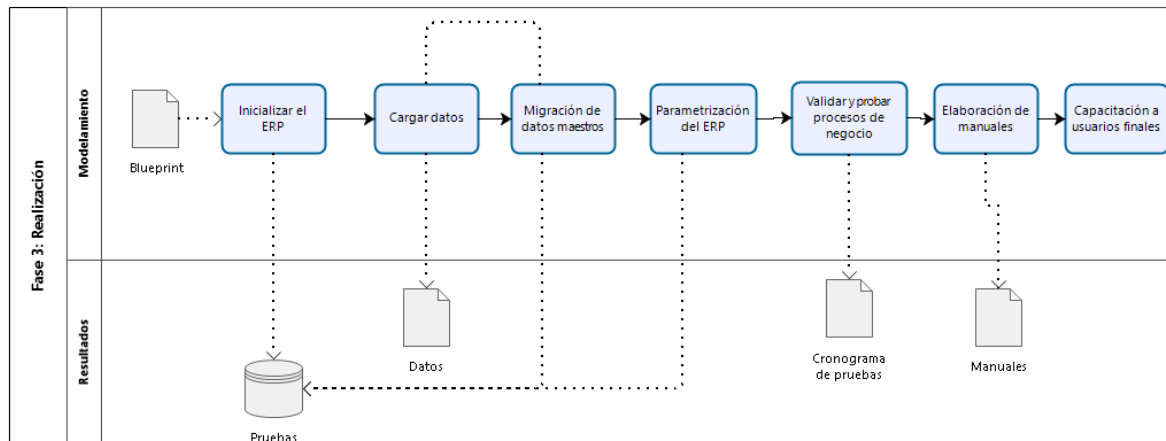 Fase 3: Realización
Modelamiento
Blueprint
Inicializar el
ERP
Cargar datos
Migración de
datos maestros
Parametrización
del ERP
Validar y probar
procesos de
negocio
Elaboración de
manuales
Capacitación a
usuarios finales
Resultados
Pruebas
Datos
Cronograma
de pruebas
Manuales